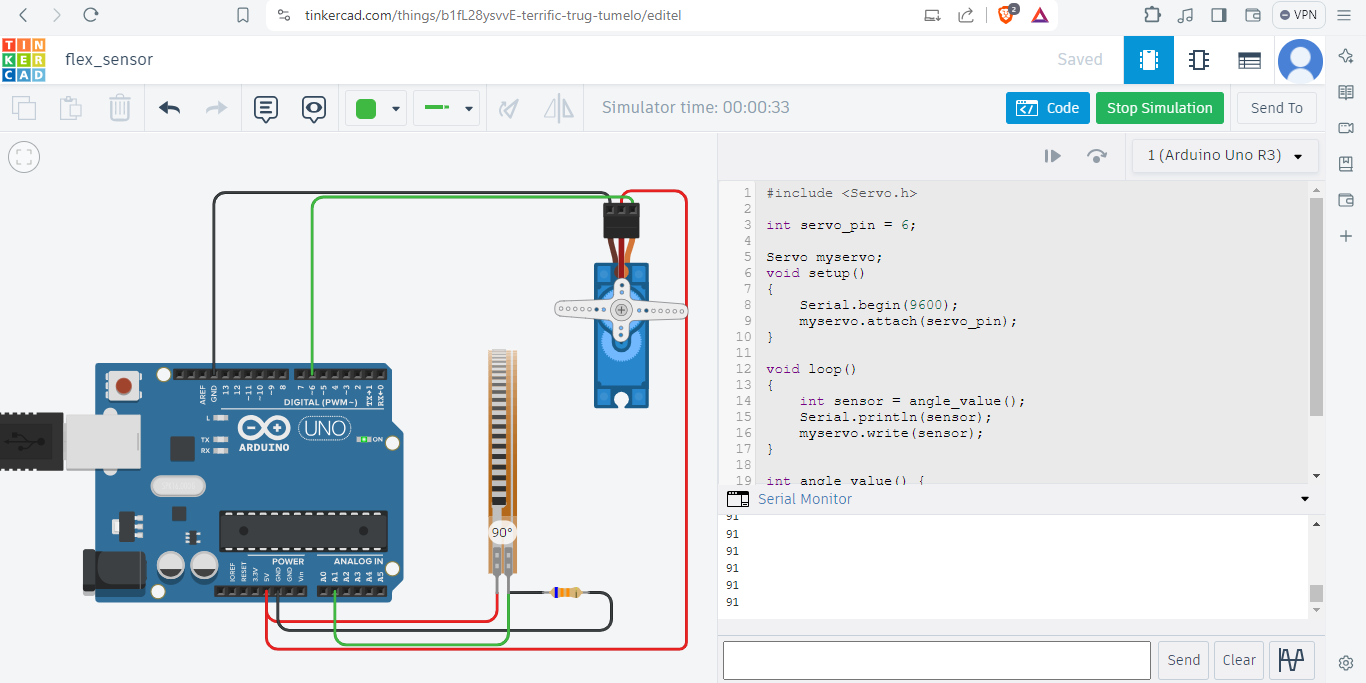 tinkercad.com/things/b1fL28ysvvE-terrific-trug-tumelo/editel
2
VPN
TIN
KER
CAD
flex_sensor
Saved
Simulator time: 00:00:33
Code
Stop Simulation
Send To
1 (Arduino Uno R3)
1 #include <Servo.h>
2
3 int servo_pin = 6;
4
5 Servo myservo;
6 void setup()
7 {
8 Serial.begin(9600);
9 myservo.attach(servo_pin);
10 }
11
12 void loop()
13 {
14 int sensor = angle_value();
15 Serial.println(sensor);
16 myservo.write(sensor);
17 }
18
19 int angle_value() {
Serial Monitor
91
91
91
91
91
91
Send
Clear
AREF
GND
13
12
~11
~10
~9
8
7
~6
~5
4
~3
2
TX→1
RX←0
DIGITAL (PWM~)
L
TX
RX
UNO
ARDUINO
ON
POWER
ANALOG IN
IOREF
RESET
3.3V
5V
GND
GND
Vin
A0
A1
A2
A3
A4
A5
90°